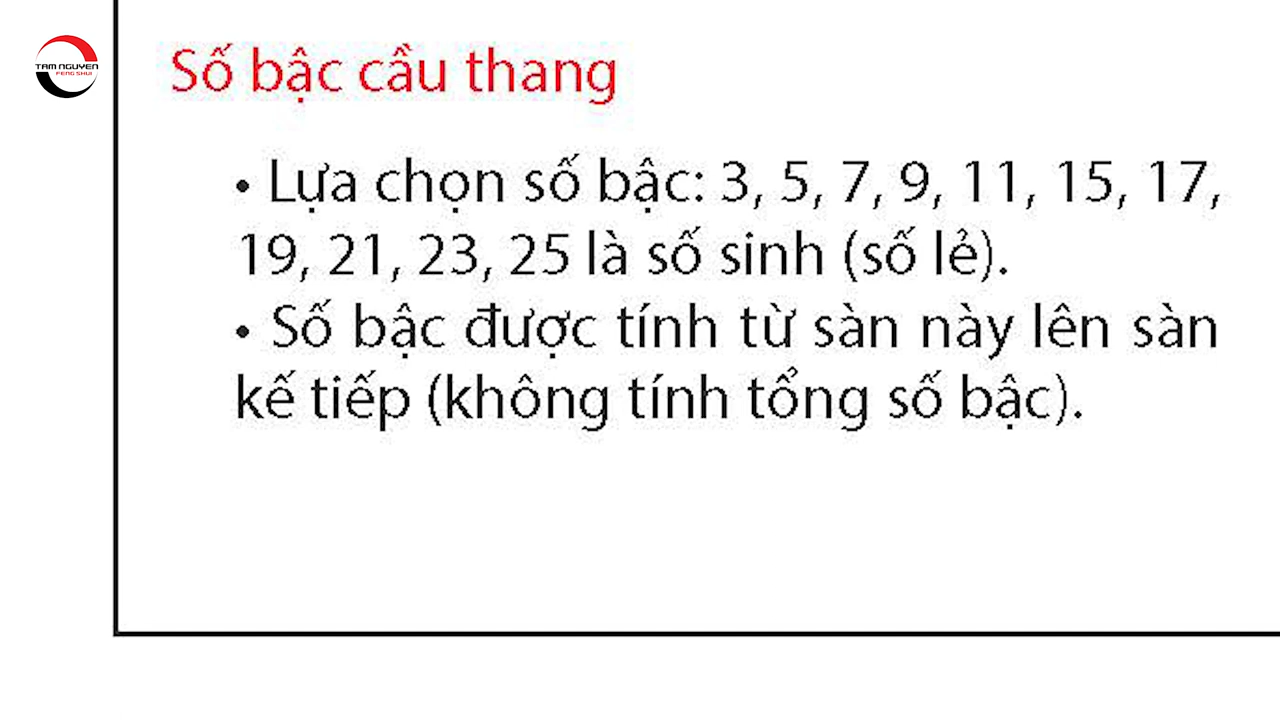 TAM NGUYEN
FENG SHUI
Số bậc cầu thang
• Lựa chọn số bậc: 3, 5, 7, 9, 11, 15, 17,
19, 21, 23, 25 là số sinh (số lẻ).
• Số bậc được tính từ sàn này lên sàn
kế tiếp (không tính tổng số bậc).